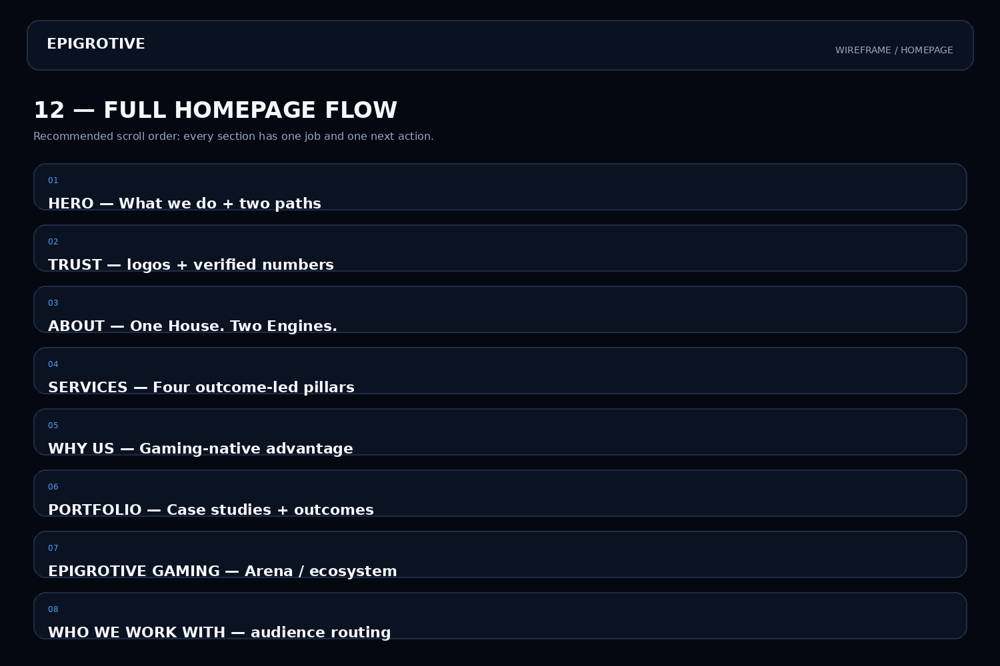 EPIGROTIVE
WIREFRAME / HOMEPAGE
12 — FULL HOMEPAGE FLOW
Recommended scroll order: every section has one job and one next action.
01
HERO — What we do + two paths
02
TRUST — logos + verified numbers
03
ABOUT — One House. Two Engines.
04
SERVICES — Four outcome-led pillars
05
WHY US — Gaming-native advantage
06
PORTFOLIO — Case studies + outcomes
07
EPIGROTIVE GAMING — Arena / ecosystem
08
WHO WE WORK WITH — audience routing